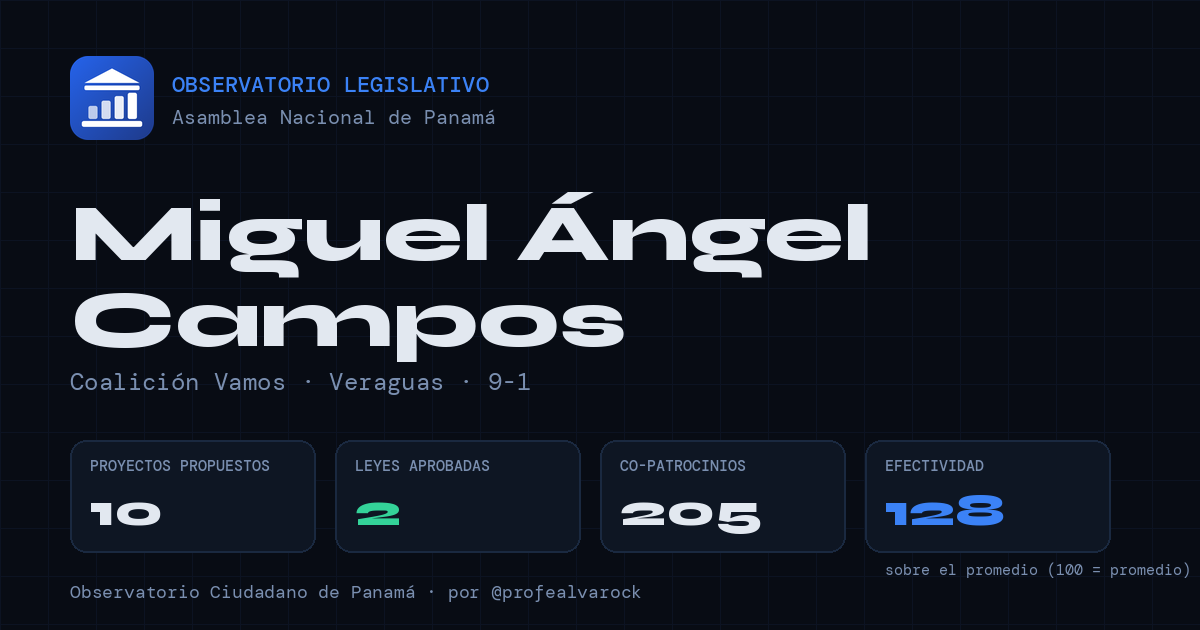 OBSERVATORIO LEGISLATIVO
Asamblea Nacional de Panamá
Miguel Ángel
Campos
Coalición Vamos · Veraguas · 9-1
PROYECTOS PROPUESTOS
10
LEYES APROBADAS
2
CO-PATROCINIOS
205
EFECTIVIDAD
128
sobre el promedio (100 = promedio)
Observatorio Ciudadano de Panamá · por @profealvarock